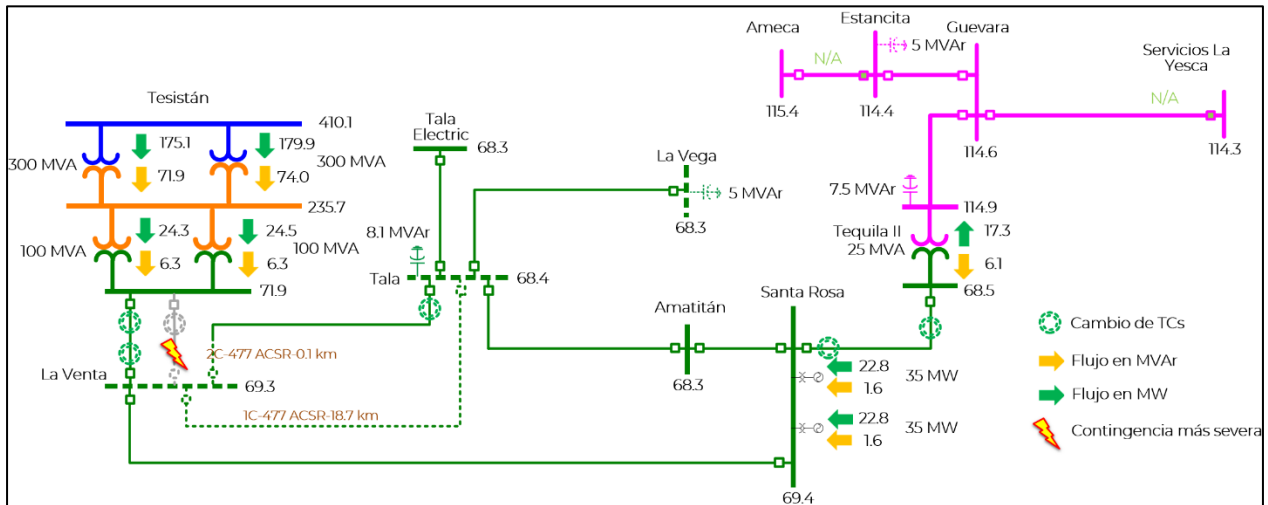 Tesistán
410.1
300 MVA
175.1
71.9
179.9
300 MVA
74.0
235.7
100 MVA
24.3
6.3
24.5
100 MVA
6.3
71.9
2C-477 ACSR-0.1 km
La Venta
69.3
1C-477 ACSR-18.7 km
Tala
Electric
68.3
8.1 MVAr
Tala
68.4
La Vega
5 MVAr
68.3
Amatitán
68.3
Santa Rosa
22.8
1.6
35 MW
22.8
1.6
35 MW
69.4
Ameca
N/A
115.4
Estancita
5 MVAr
114.4
Guevara
114.6
Servicios La
Yesca
N/A
114.3
7.5 MVAr
114.9
Tequila II
25 MVA
17.3
6.1
68.5
Cambio de TCs
Flujo en MVAr
Flujo en MW
Contingencia más severa